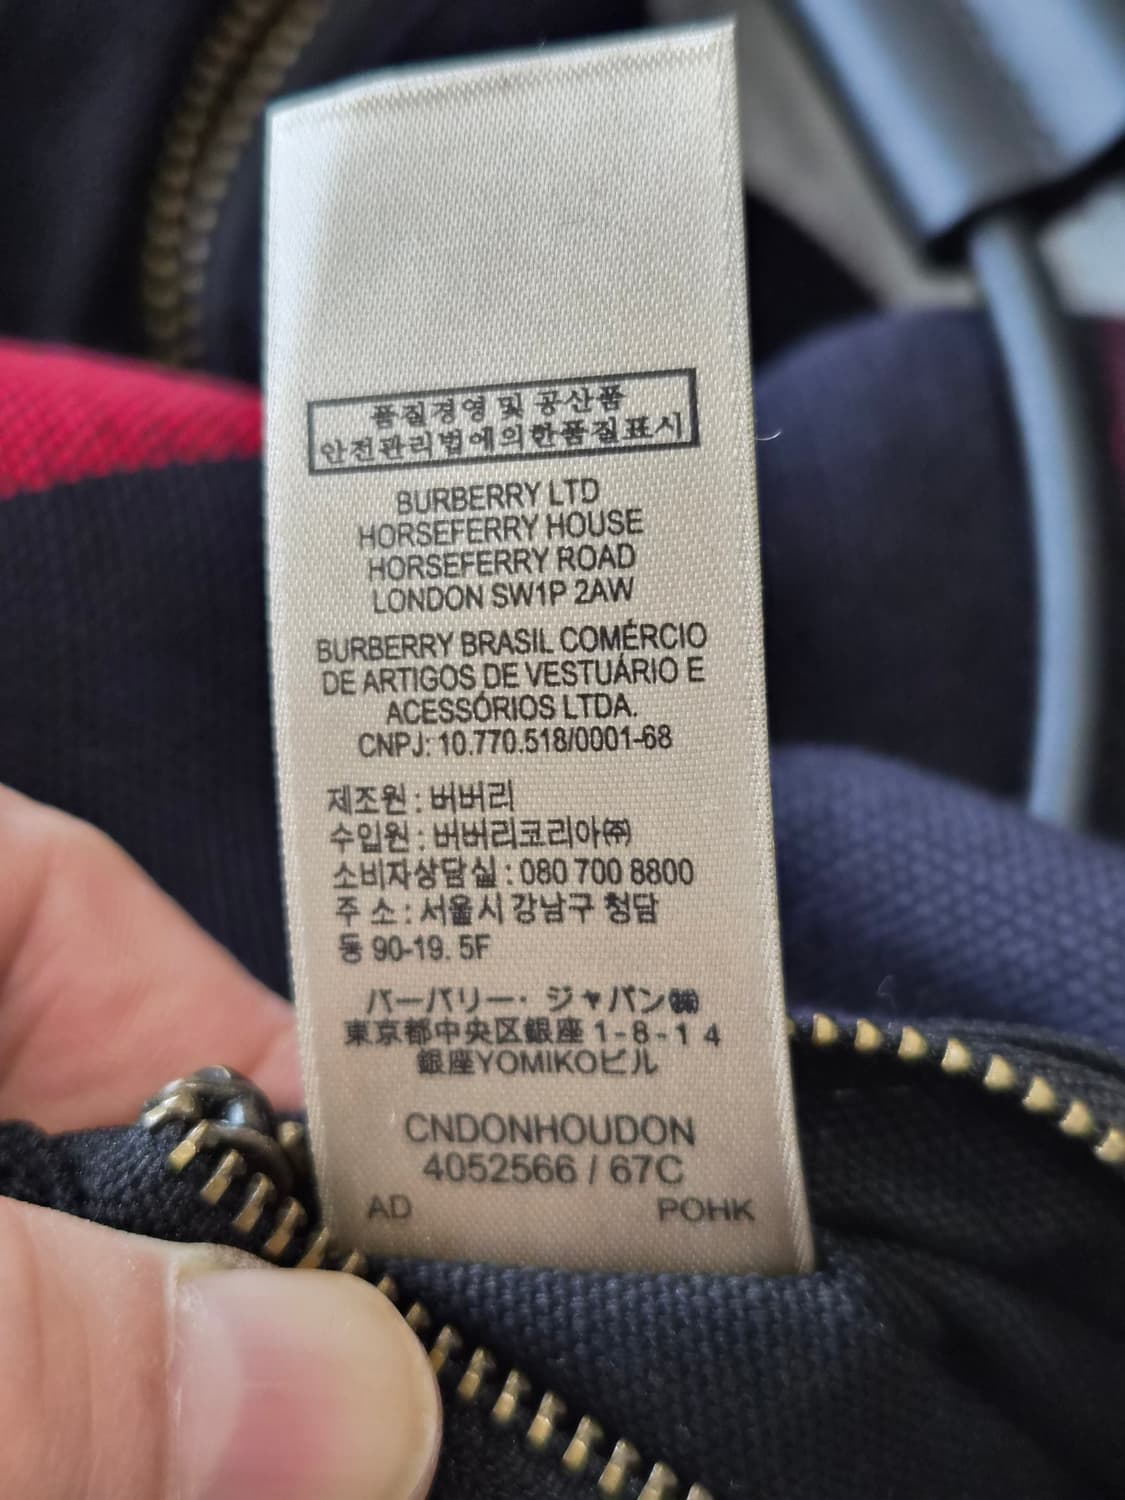 품질경영 및 공산품
안전관리법에의한품질표시
BURBERRY LTD
HORSEFERRY HOUSE
HORSEFERRY ROAD
LONDON SW1P 2AW
BURBERRY BRASIL COMÉRCIO
DE ARTIGOS DE VESTUÁRIO E
ACESSÓRIOS LTDA.
CNPJ: 10.770.518/0001-68
제조원 : 버버리
수입원 : 버버리코리아㈜
소비자상담실 : 080 700 8800
주 소 : 서울시 강남구 청담
동 90-19. 5F
バーバリー・ジャパン㈱
東京都中央区銀座 1-8-1 4
銀座YOMIKOビル
CNDONHOUDON
4052566 / 67C
AD POHK